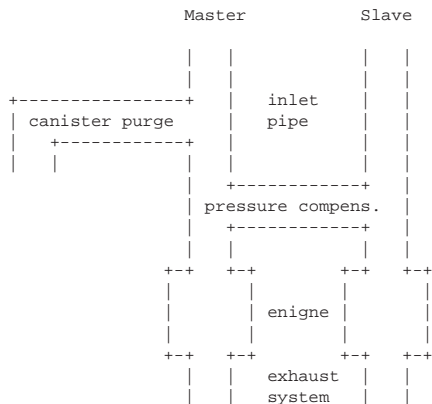 Master Slave
inlet
canister purge pipe
pressure compens.
enigne
exhaust
system